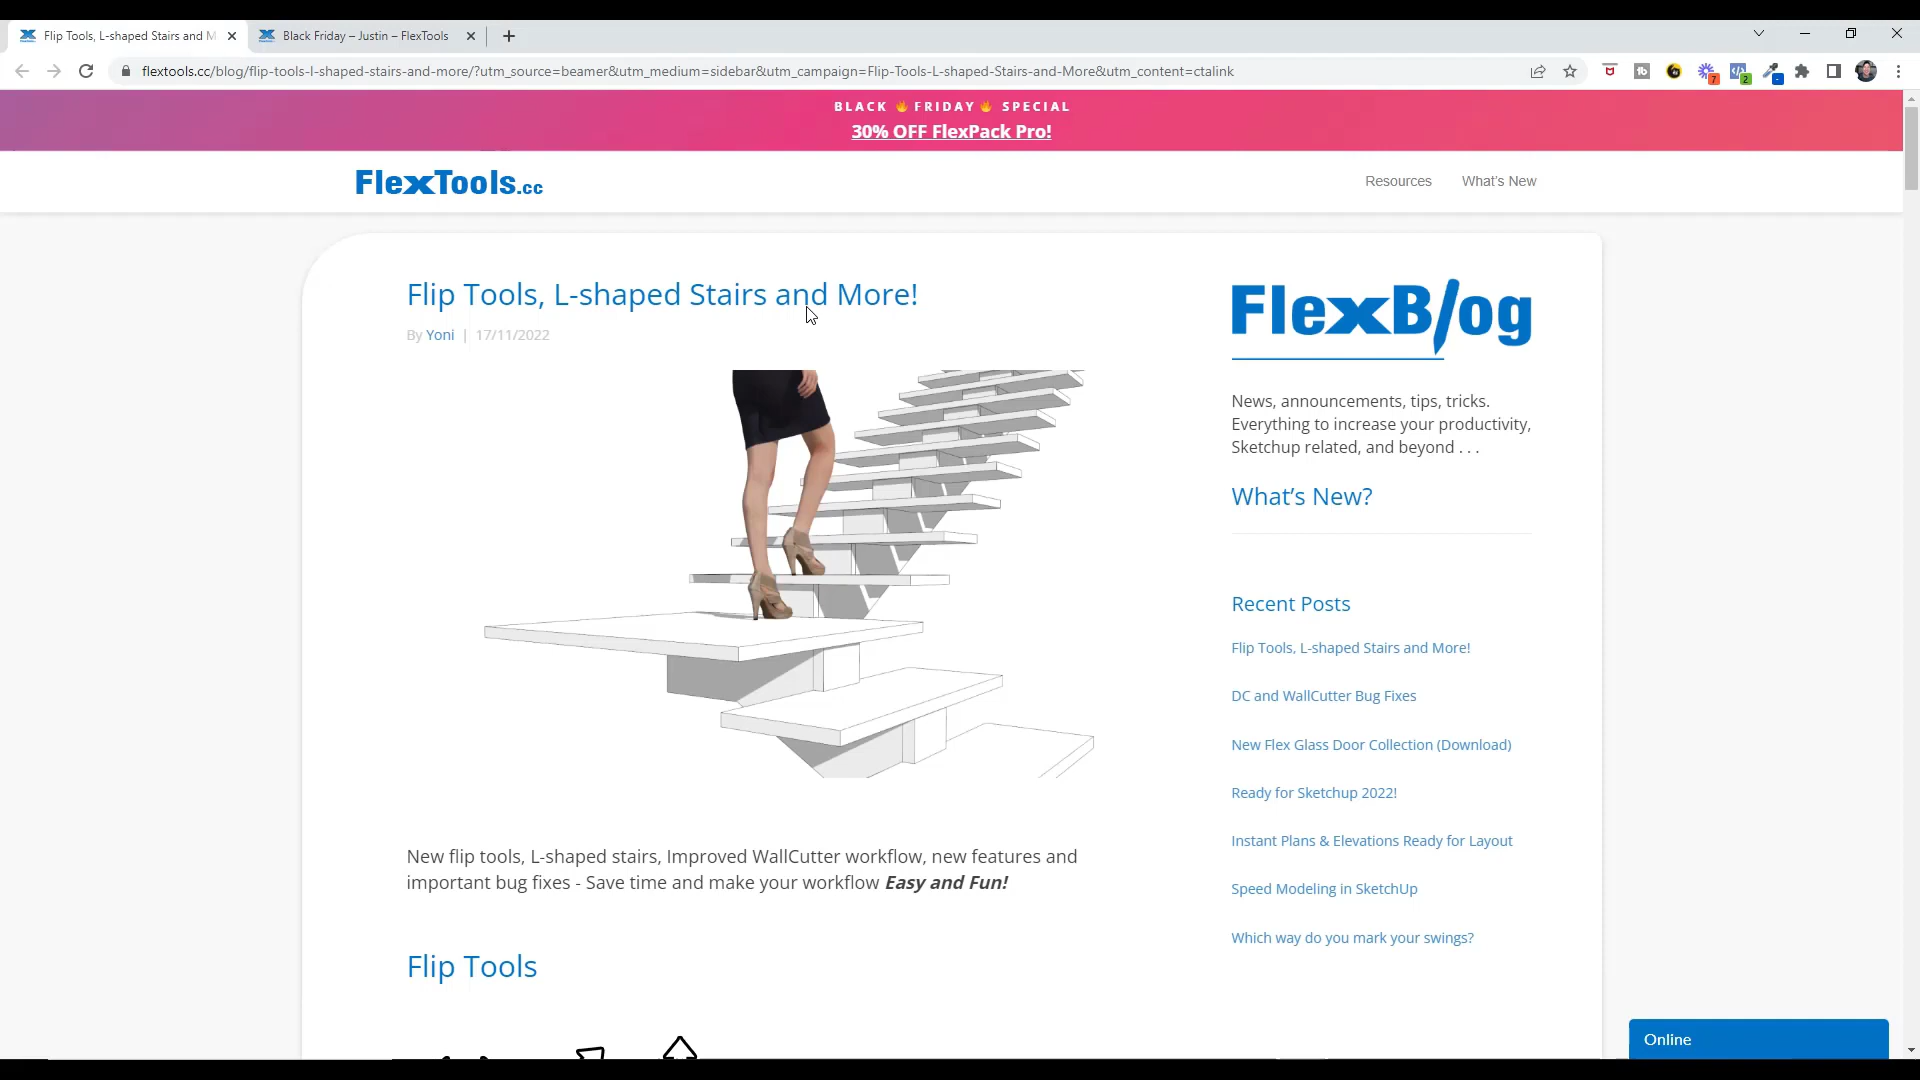 Flip Tools, L-shaped Stairs and M
Black Friday – Justin – FlexTools
flextools.cc/blog/flip-tools-l-shaped-stairs-and-more/?utm_source=beamer&utm_medium=sidebar&utm_campaign=Flip-Tools-L-shaped-Stairs-and-More&utm_content=ctalink
7
2
BLACK 🔥 FRIDAY 🔥 SPECIAL
30% OFF FlexPack Pro!
FlexTools.cc
Resources
What's New
Flip Tools, L-shaped Stairs and More!
By Yoni | 17/11/2022
New flip tools, L-shaped stairs, Improved WallCutter workflow, new features and
important bug fixes - Save time and make your workflow Easy and Fun!
Flip Tools
FlexBlog
News, announcements, tips, tricks.
Everything to increase your productivity,
Sketchup related, and beyond . . .
What's New?
Recent Posts
Flip Tools, L-shaped Stairs and More!
DC and WallCutter Bug Fixes
New Flex Glass Door Collection (Download)
Ready for Sketchup 2022!
Instant Plans & Elevations Ready for Layout
Speed Modeling in SketchUp
Which way do you mark your swings?
Online